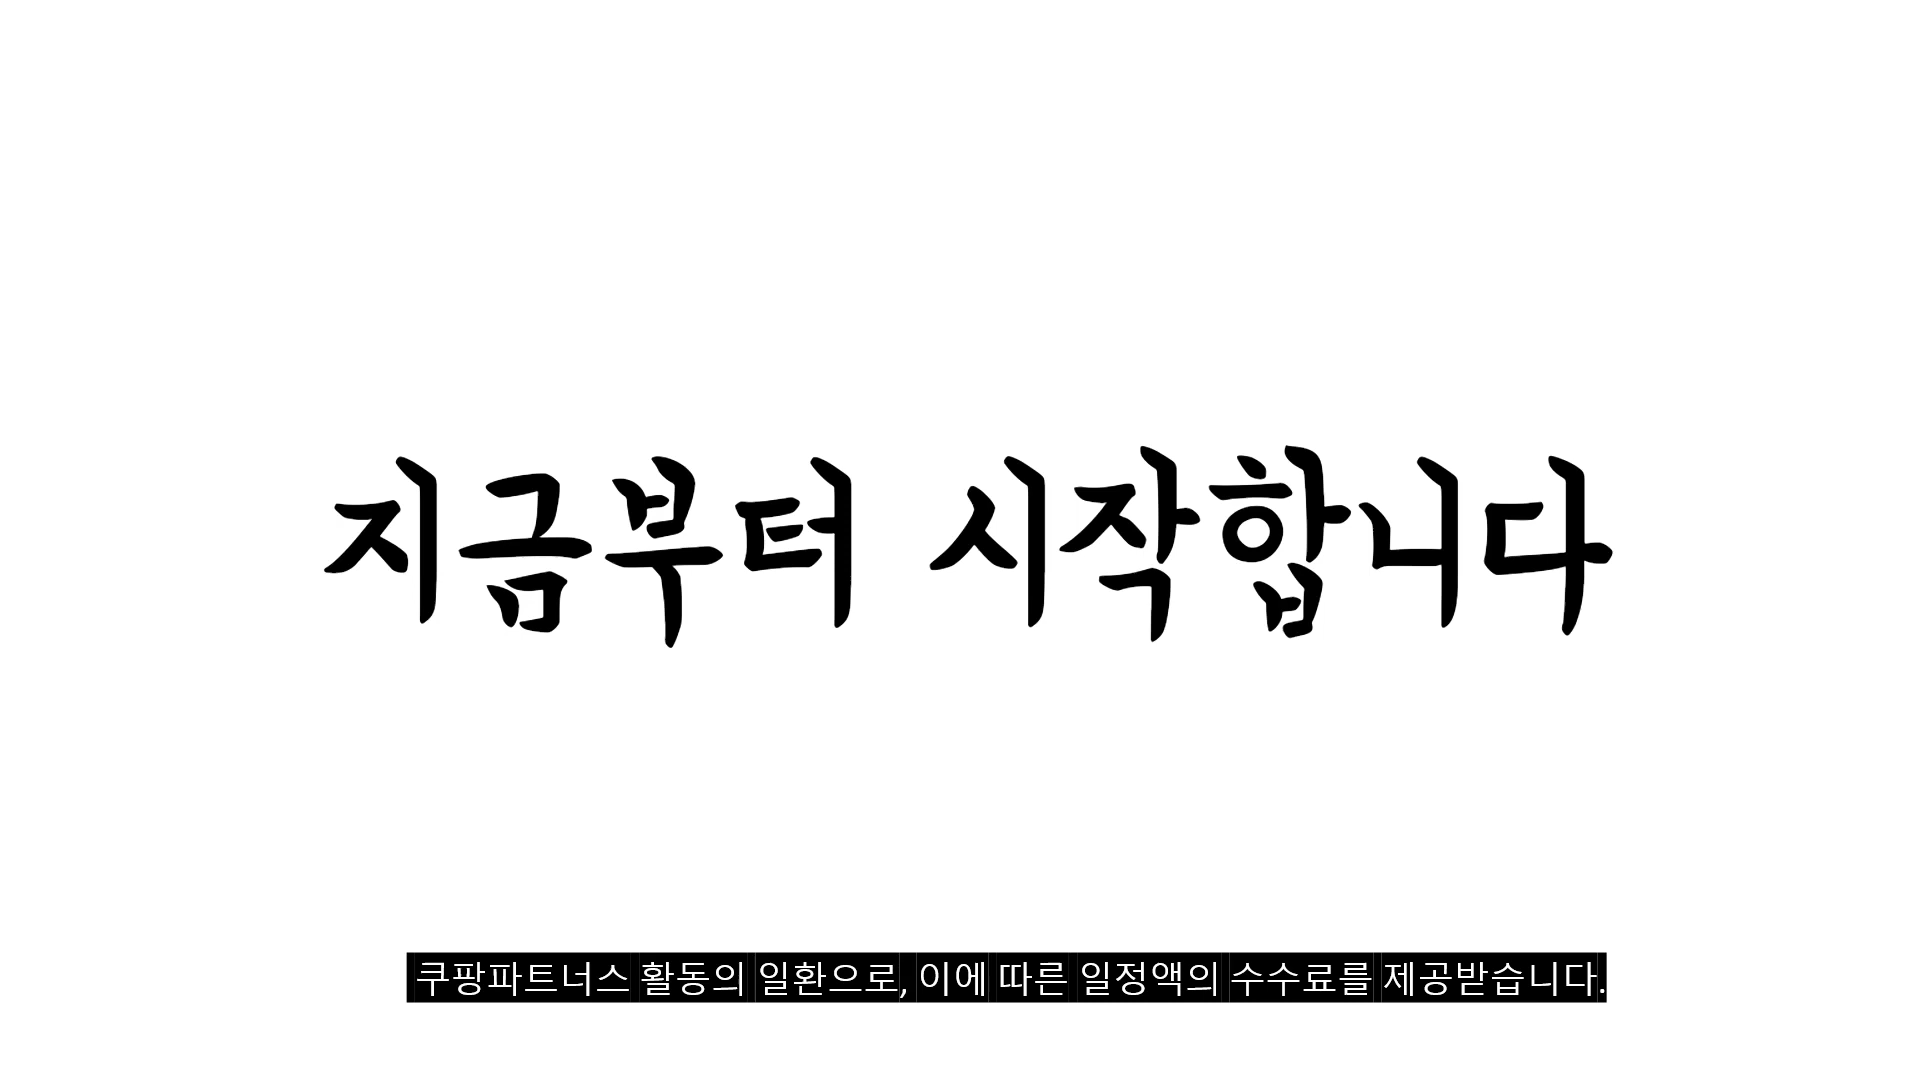 지금부터 시작합니다
쿠팡파트너스 활동의 일환으로, 이에 따른 일정액의 수수료를 제공받습니다.